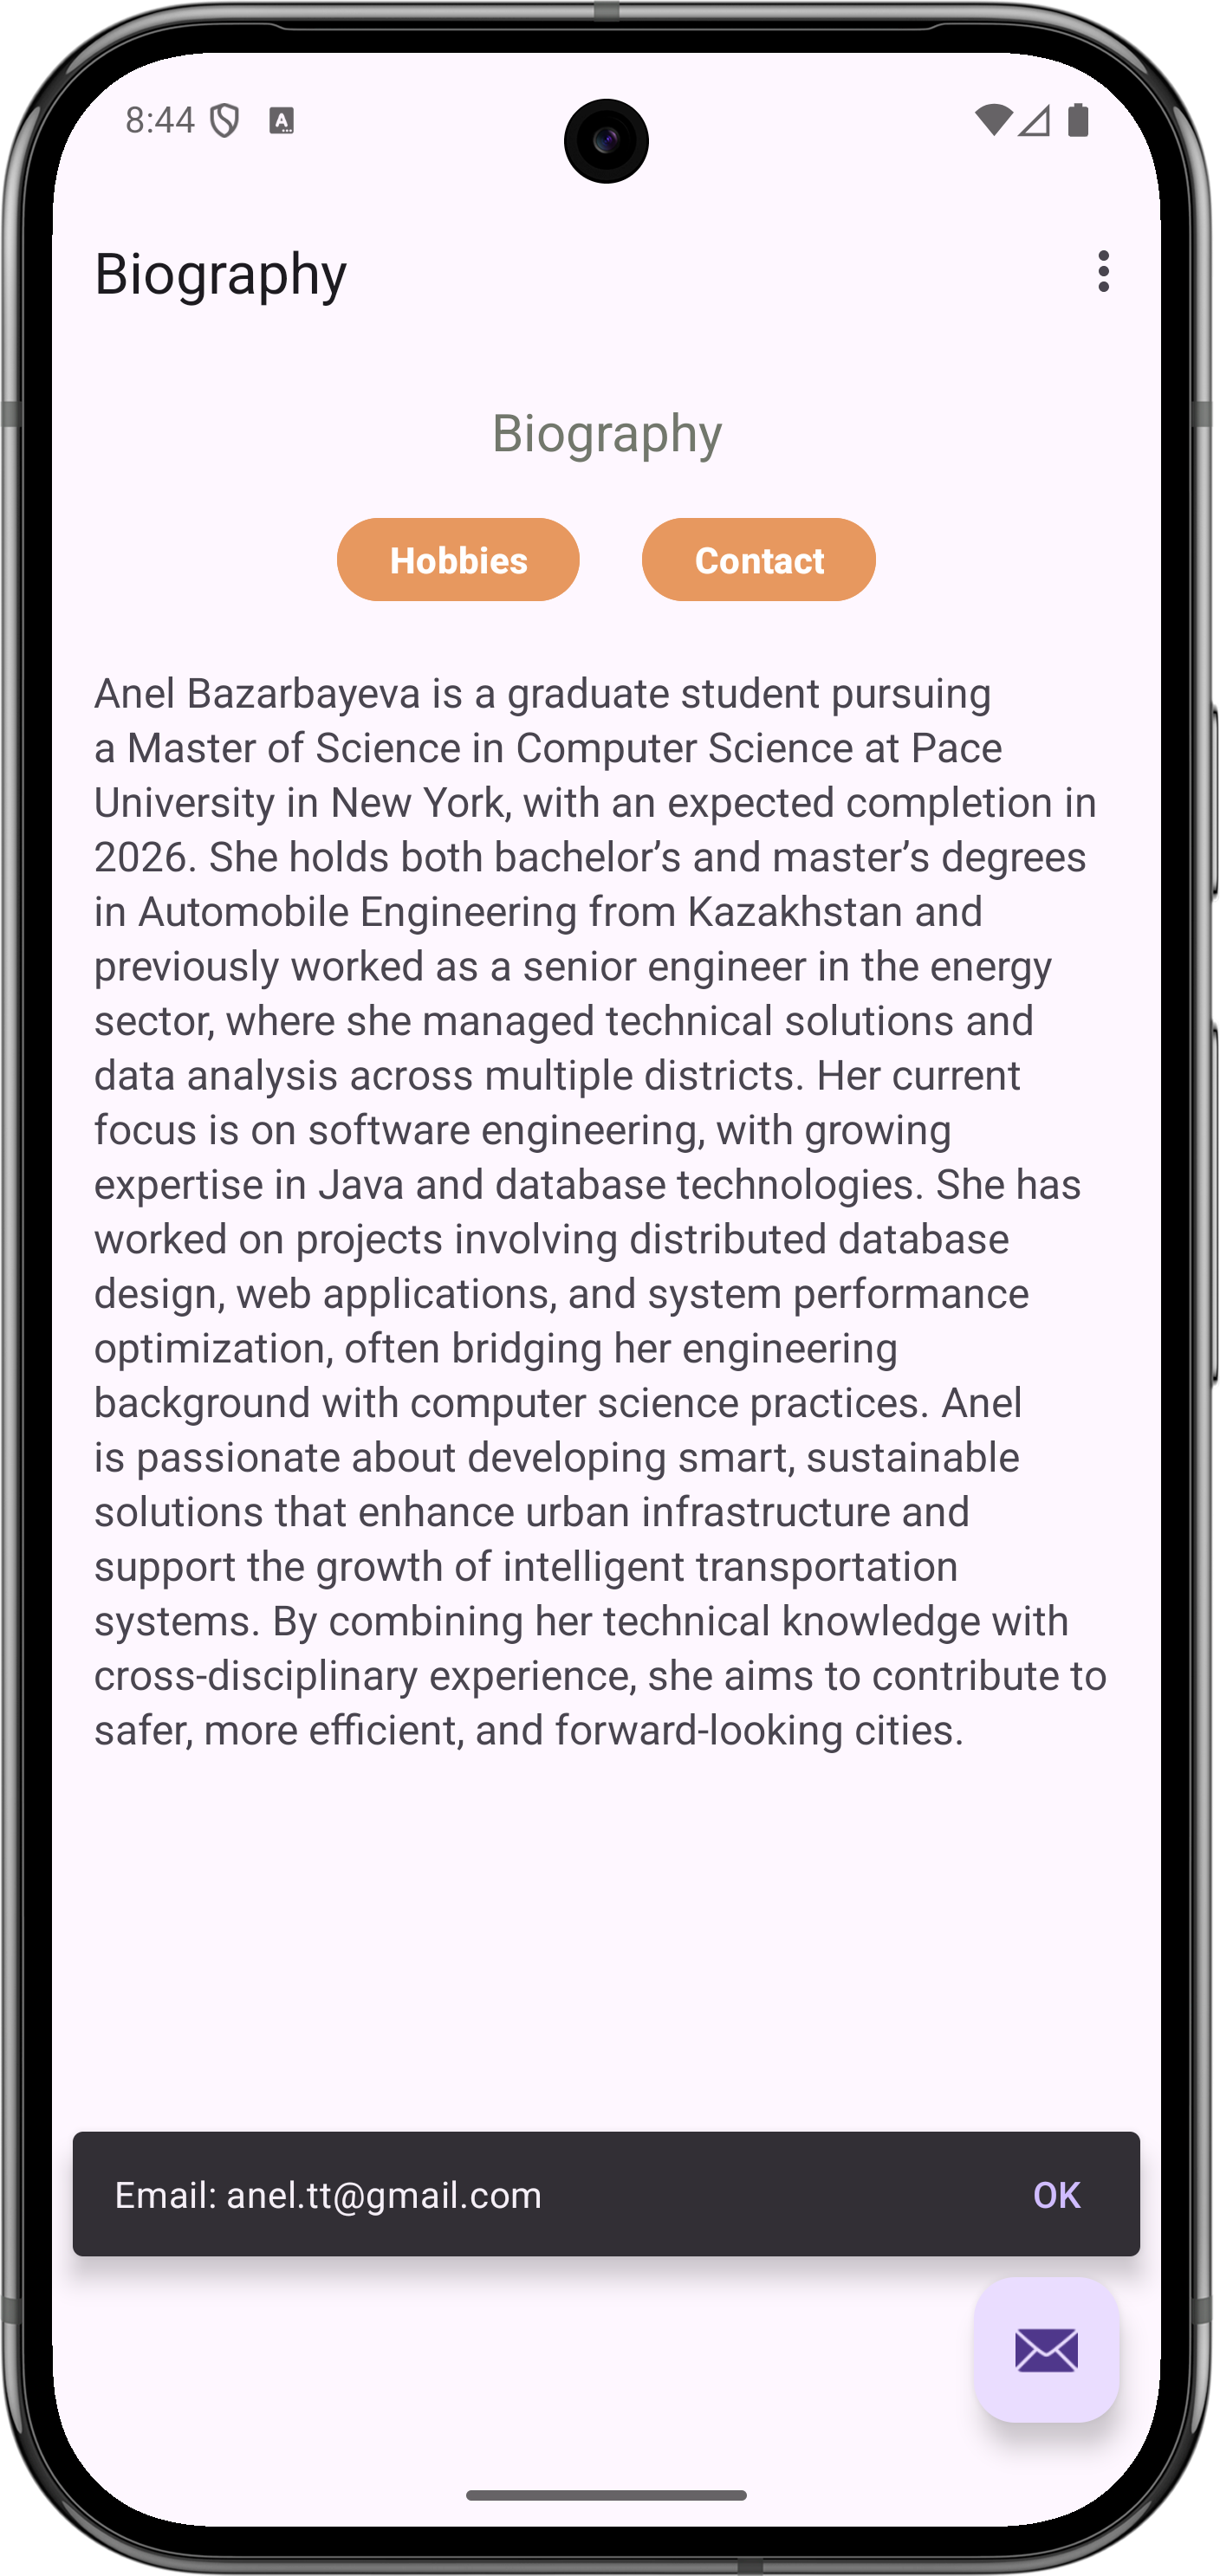 8:44
Biography
Biography
Hobbies
Contact
Anel Bazarbayeva is a graduate student pursuing
a Master of Science in Computer Science at Pace
University in New York, with an expected completion in
2026. She holds both bachelor’s and master’s degrees
in Automobile Engineering from Kazakhstan and
previously worked as a senior engineer in the energy
sector, where she managed technical solutions and
data analysis across multiple districts. Her current
focus is on software engineering, with growing
expertise in Java and database technologies. She has
worked on projects involving distributed database
design, web applications, and system performance
optimization, often bridging her engineering
background with computer science practices. Anel
is passionate about developing smart, sustainable
solutions that enhance urban infrastructure and
support the growth of intelligent transportation
systems. By combining her technical knowledge with
cross-disciplinary experience, she aims to contribute to
safer, more efficient, and forward-looking cities.
Email: anel.tt@gmail.com
OK